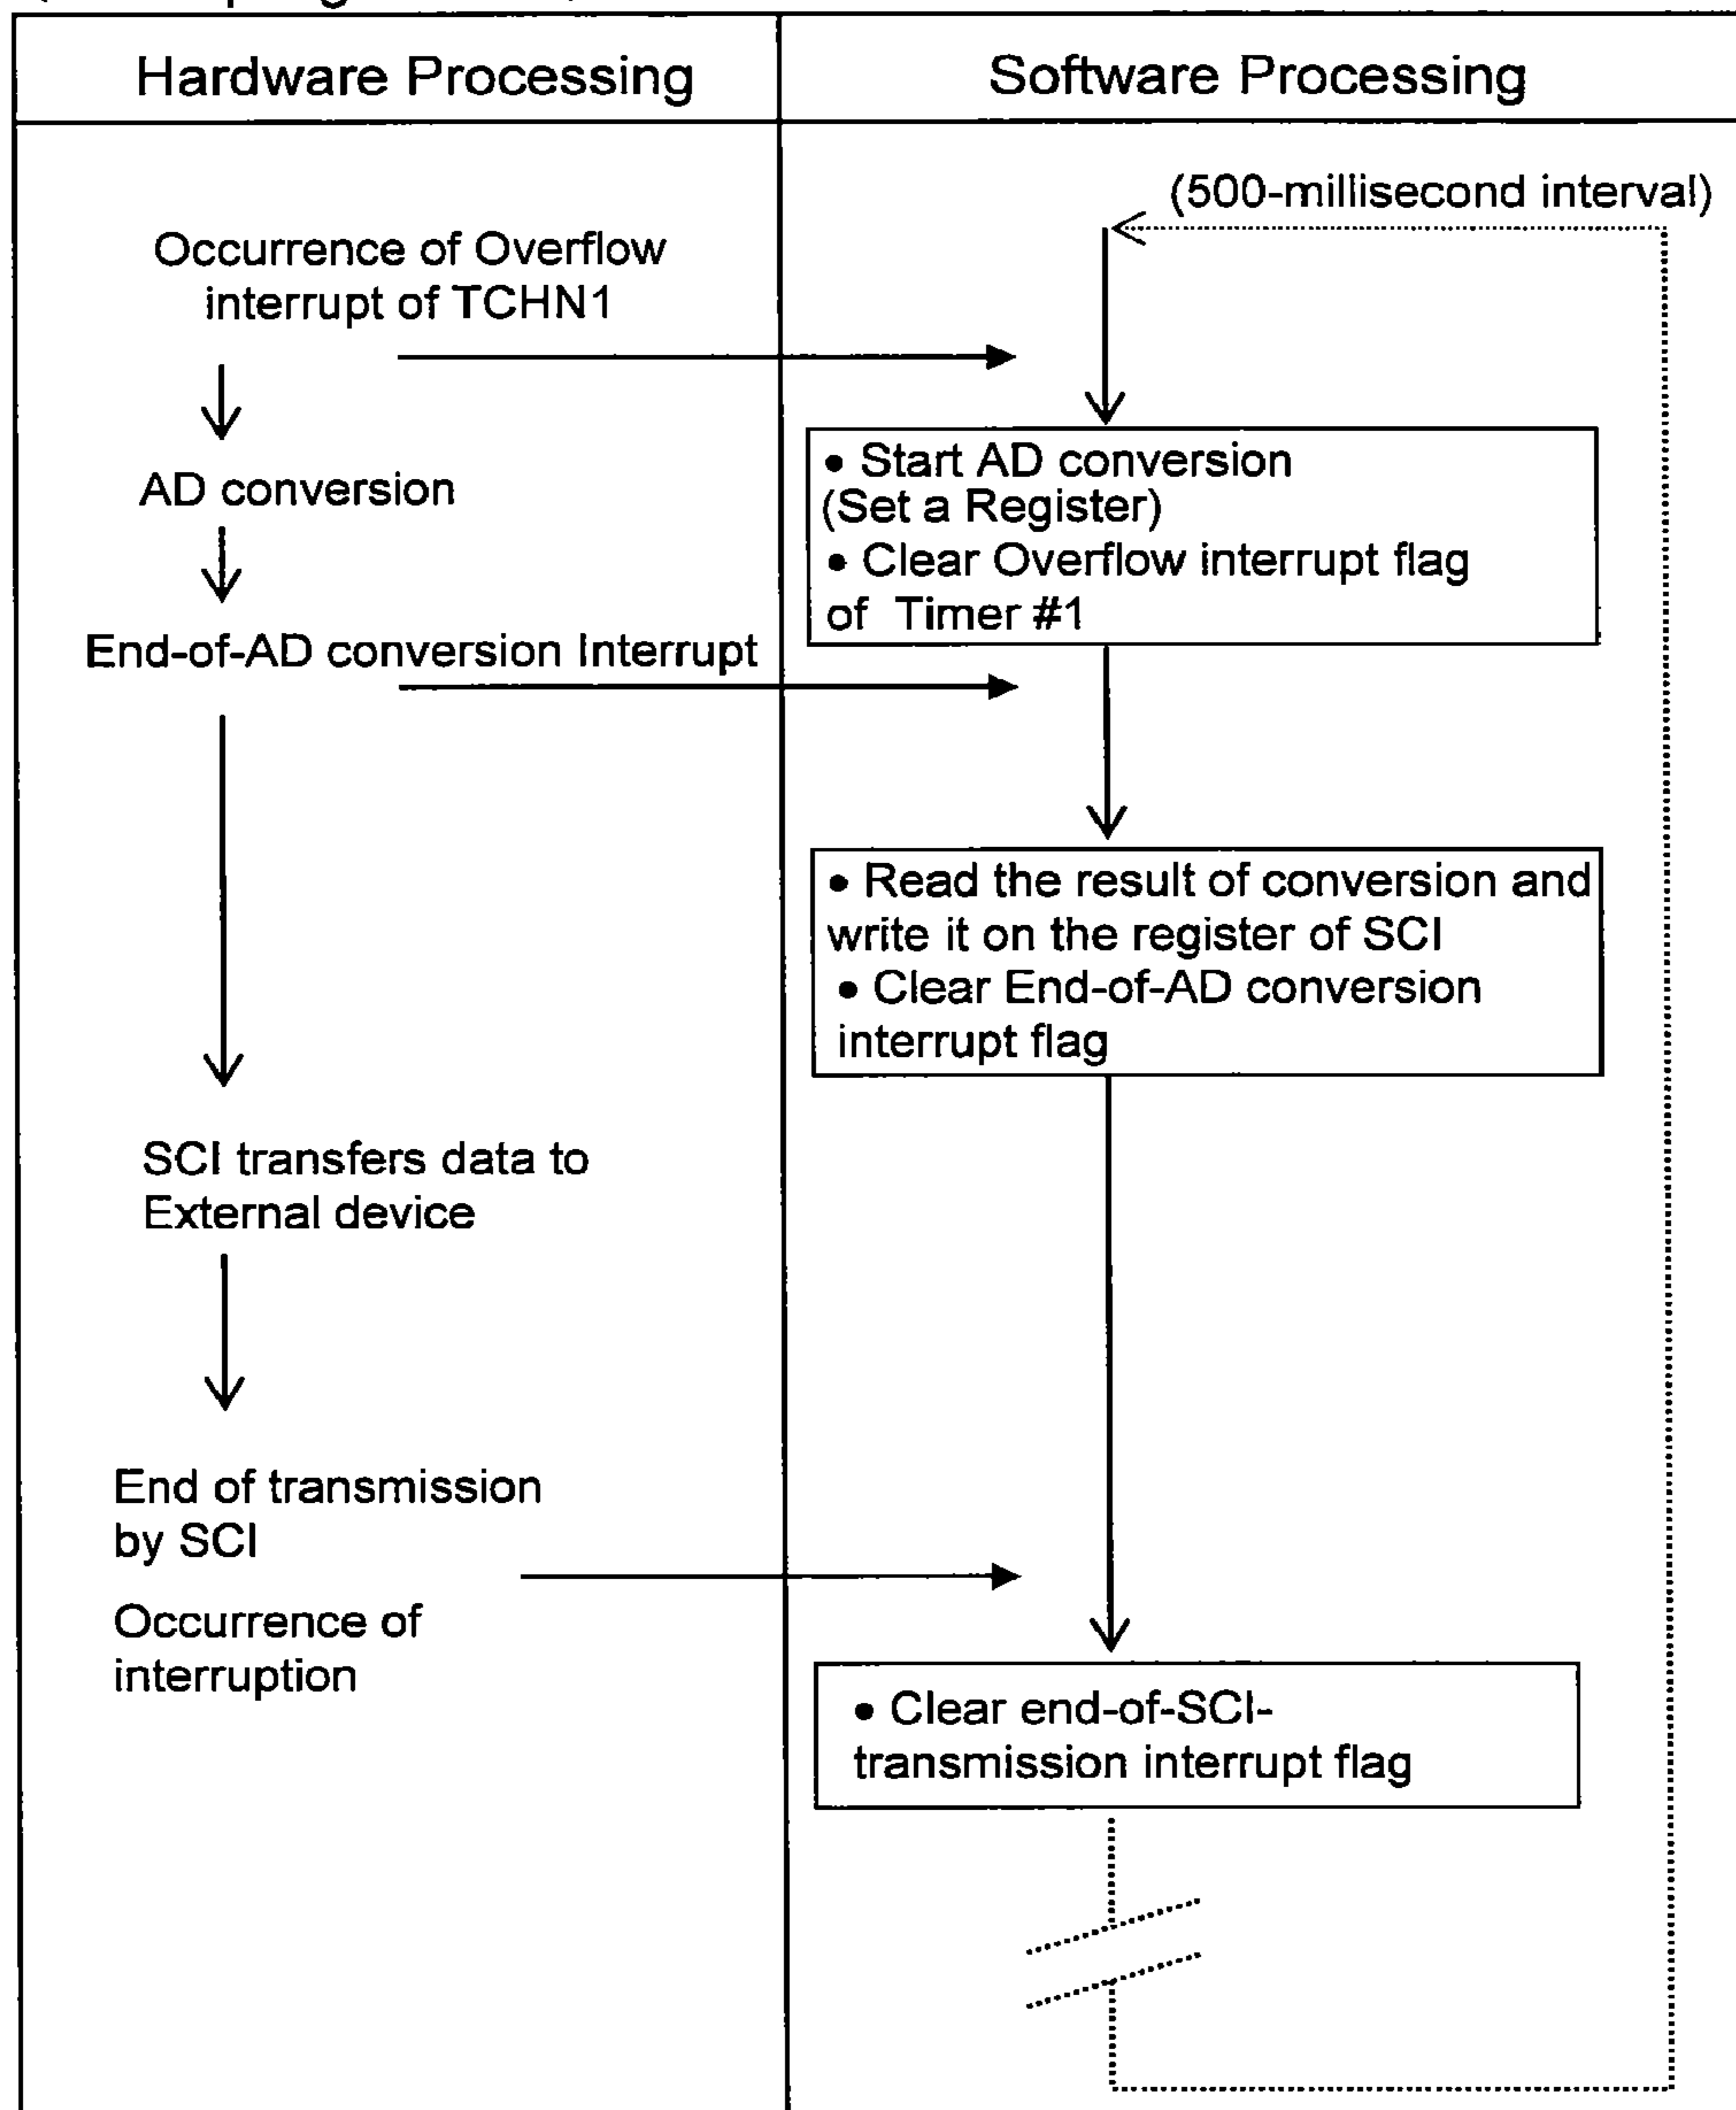 Hardware Processing
Software Processing
(500-millisecond interval)
Occurrence of Overflow
interrupt of TCHN1
AD conversion
End-of-AD conversion Interrupt
SCI transfers data to
External device
End of transmission
by SCI
Occurrence of
interruption
• Start AD conversion
(Set a Register)
• Clear Overflow interrupt flag
of Timer #1
• Read the result of conversion and
write it on the register of SCI
• Clear End-of-AD conversion
interrupt flag
• Clear end-of-SCI-
transmission interrupt flag